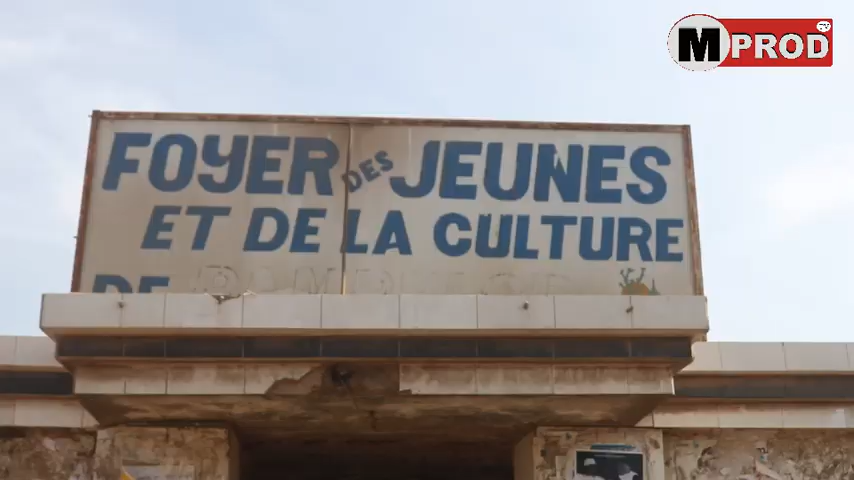 MPROD
FOYER DES JEUNES
ET DE LA CULTURE
DE